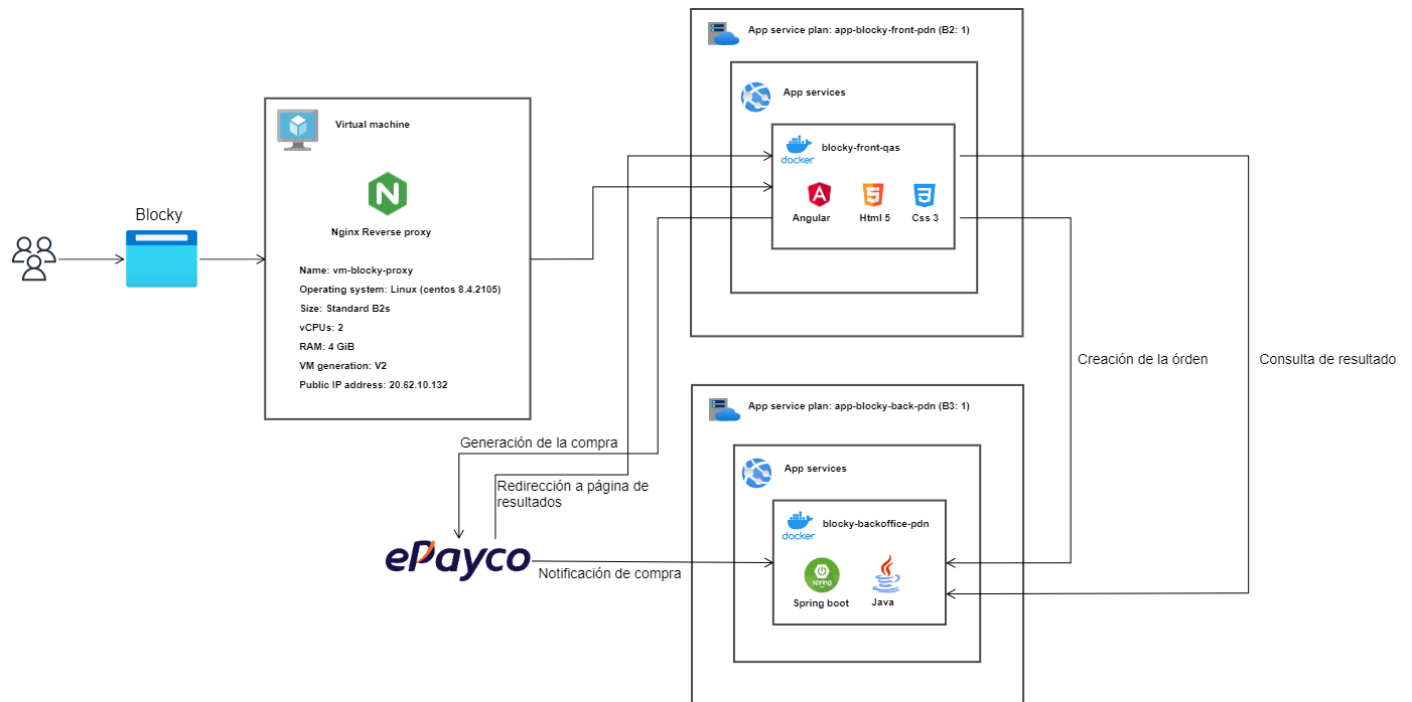 Blocky
Virtual machine
Nginx Reverse proxy
Name: vm-blocky-proxy
Operating system: Linux (centos 8.4.2105)
Size: Standard B2s
vCPUs: 2
RAM: 4 GiB
VM generation: V2
Public IP address: 20.62.10.132
App service plan: app-blocky-front-pdn (B2: 1)
App services
docker
blocky-front-qas
Angular
Html 5
Css 3
Creación de la órden
Consulta de resultado
Generación de la compra
Redirección a página de
resultados
ePayco
Notificación de compra
App service plan: app-blocky-back-pdn (B3: 1)
App services
docker
blocky-backoffice-pdn
spring
Spring boot
Java